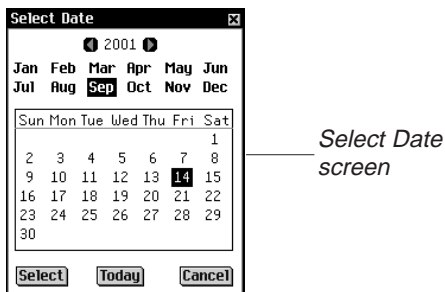 Select Date
2001
Jan Feb Mar Apr May Jun
Jul Aug Sep Oct Nov Dec
Sun Mon Tue Wed Thu Fri Sat
1
2 3 4 5 6 7 8
9 10 11 12 13 14 15
16 17 18 19 20 21 22
23 24 25 26 27 28 29
30
Select Today Cancel
Select Date
screen